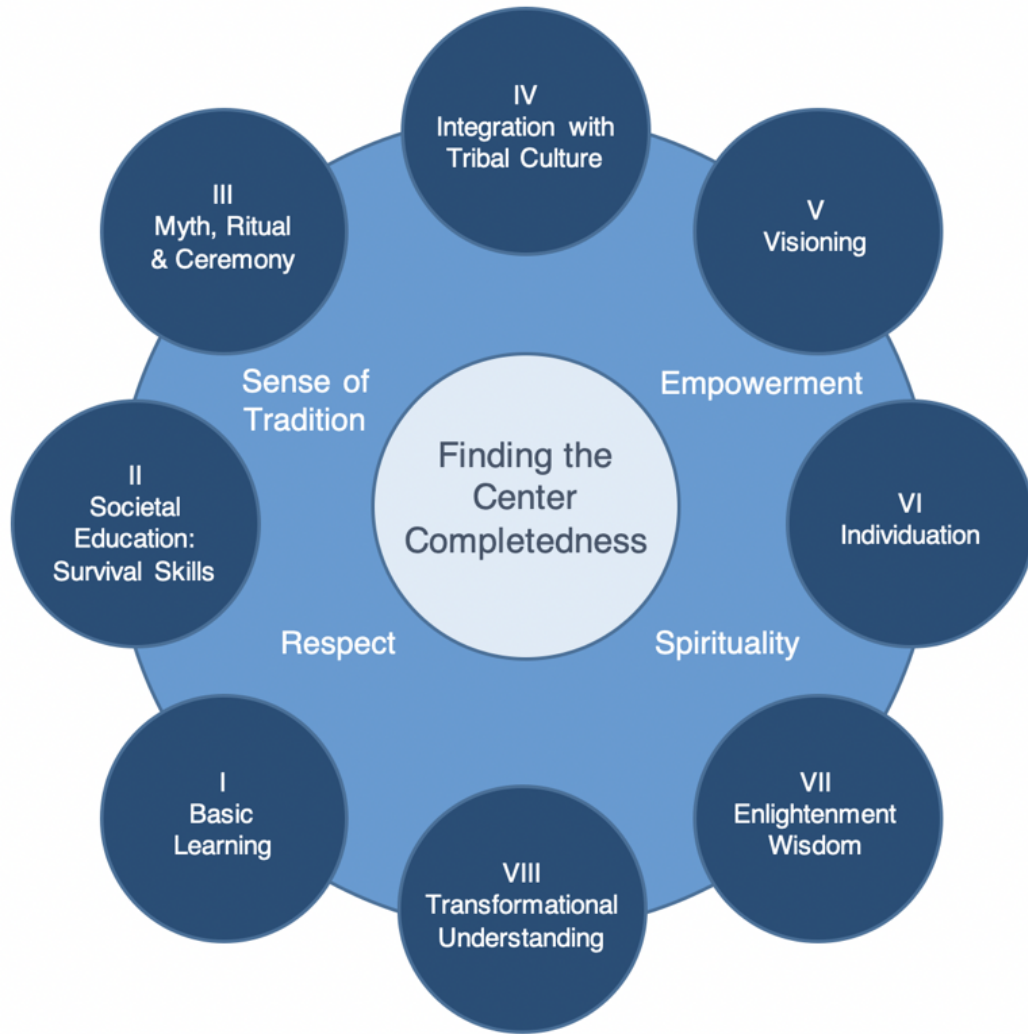 IV
Integration with
Tribal Culture
III
Myth, Ritual
& Ceremony
V
Visioning
Sense of
Tradition
Empowerment
Finding the
Center
Completedness
II
Societal
Education:
Survival Skills
VI
Individuation
Respect
Spirituality
I
Basic
Learning
VII
Enlightenment
Wisdom
VIII
Transformational
Understanding